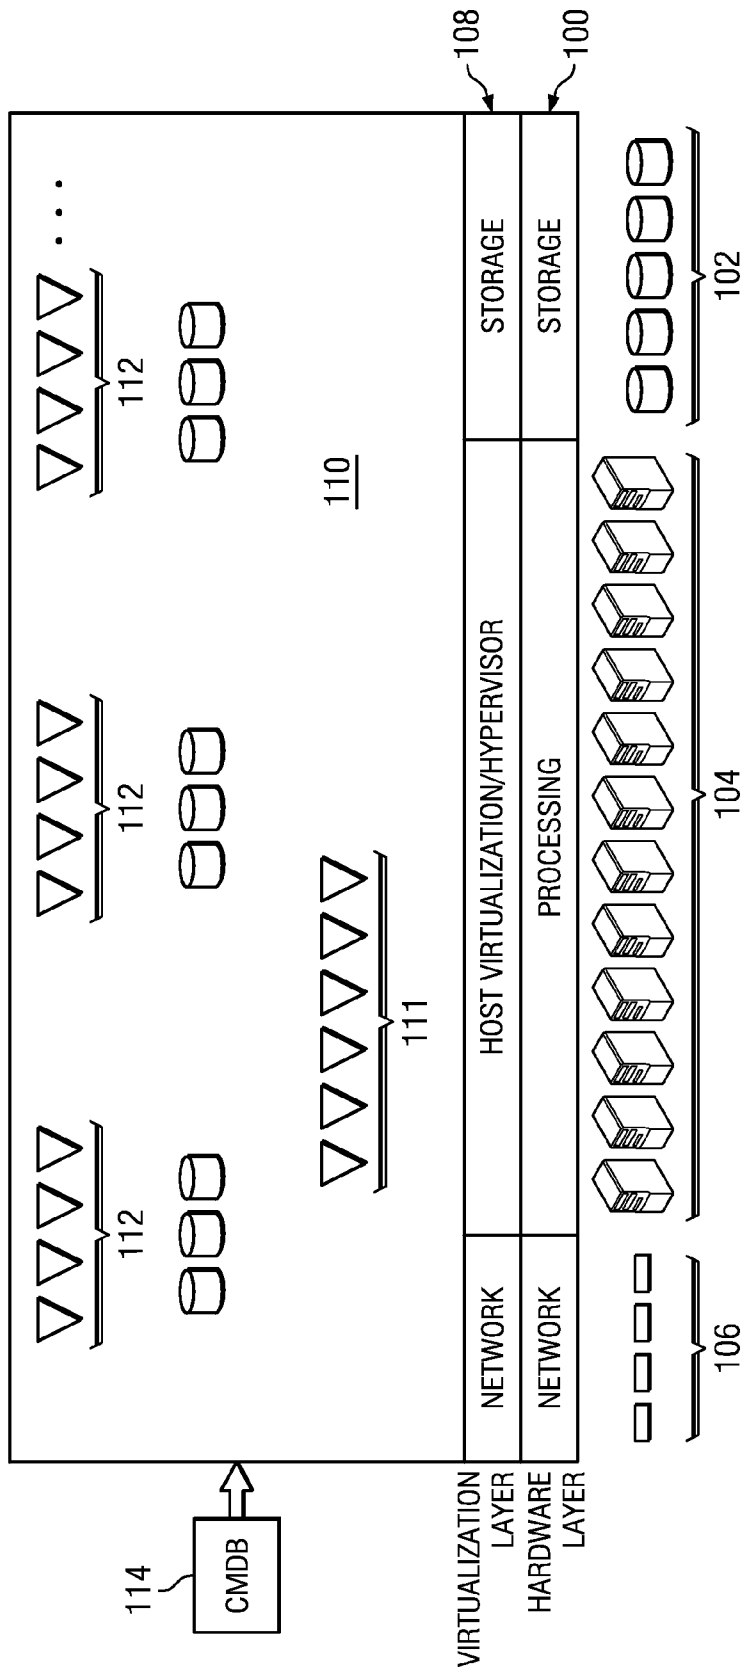 112
112
112
. . .
111
110
114
CMDB
VIRTUALIZATION
LAYER
NETWORK
HOST VIRTUALIZATION/HYPERVISOR
STORAGE
108
HARDWARE
LAYER
NETWORK
PROCESSING
STORAGE
100
106
104
102